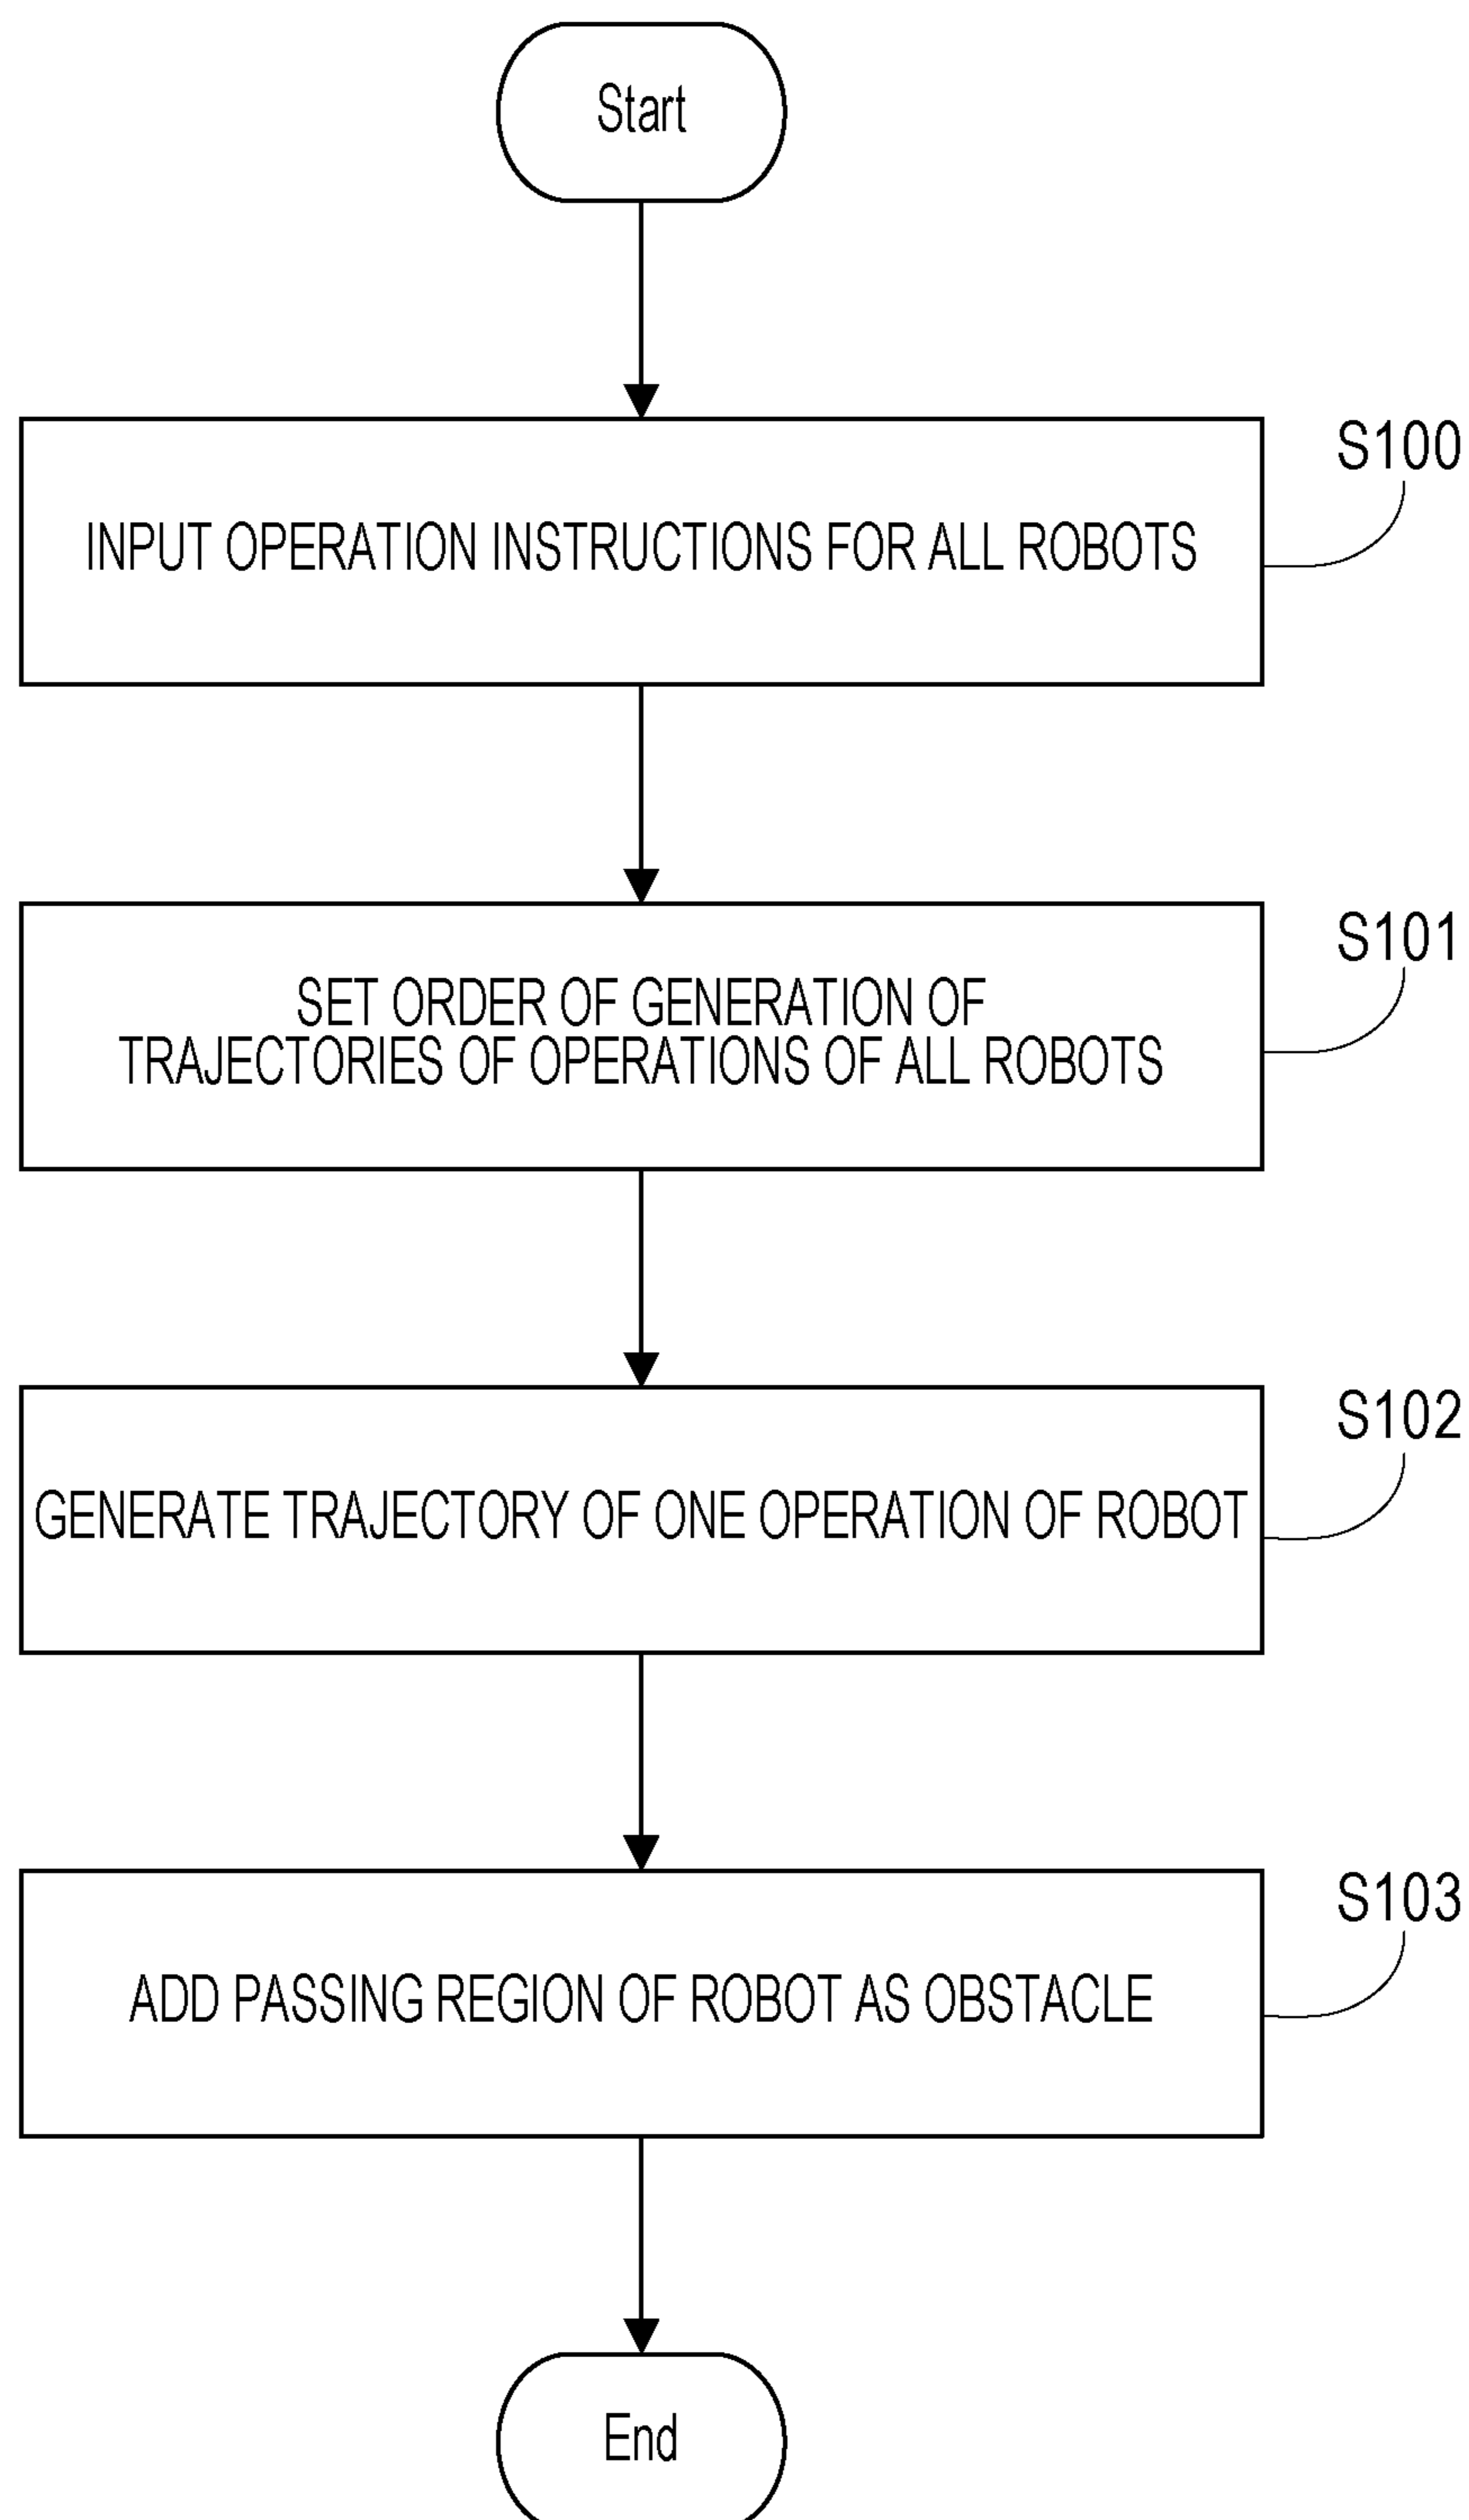 Start
S100
INPUT OPERATION INSTRUCTIONS FOR ALL ROBOTS
S101
SET ORDER OF GENERATION OF
TRAJECTORIES OF OPERATIONS OF ALL ROBOTS
S102
GENERATE TRAJECTORY OF ONE OPERATION OF ROBOT
S103
ADD PASSING REGION OF ROBOT AS OBSTACLE
End